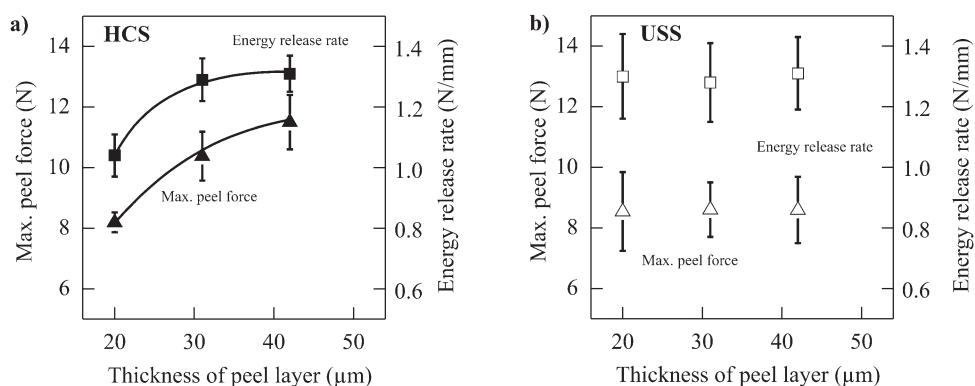 a)
HCS
Energy release rate
Max. peel force
14
12
10
8
6
Max. peel force (N)
1.4
1.2
1.0
0.8
0.6
Energy release rate (N/mm)
20 30 40 50
Thickness of peel layer (µm)
b)
USS
Energy release rate
Max. peel force
14
12
10
8
6
Max. peel force (N)
1.4
1.2
1.0
0.8
0.6
Energy release rate (N/mm)
20 30 40 50
Thickness of peel layer (µm)